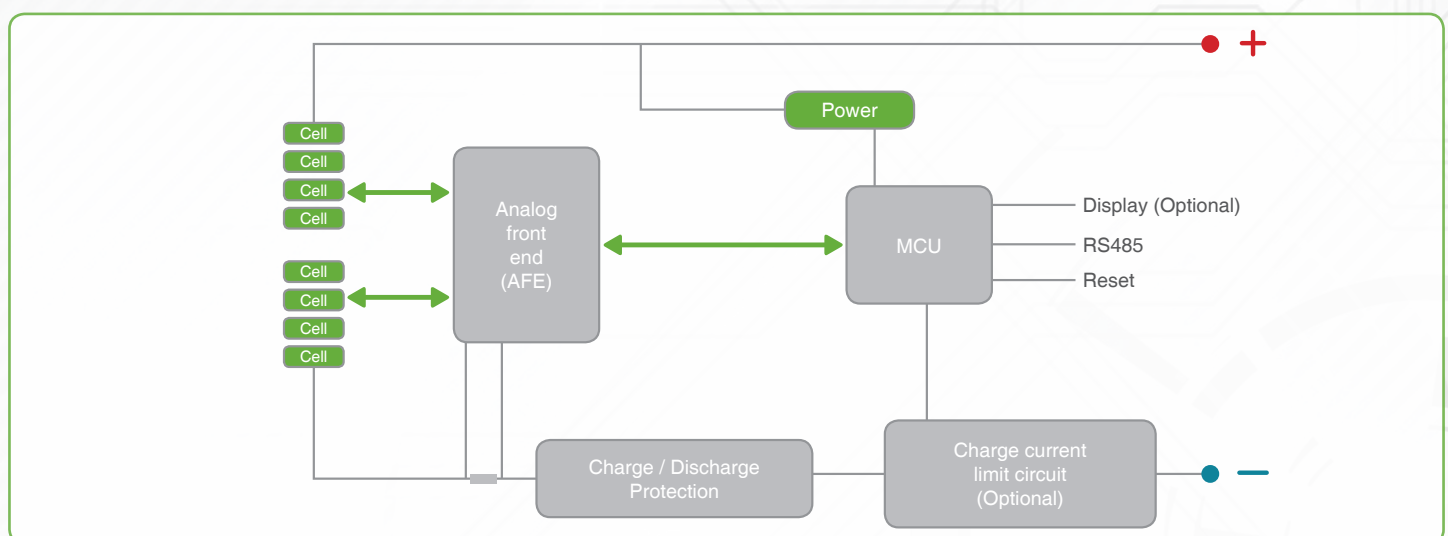 +
Power
Cell
Cell
Cell
Cell
Analog
front
end
(AFE)
MCU
Display (Optional)
RS485
Reset
Cell
Cell
Cell
Cell
Charge / Discharge
Protection
Charge current
limit circuit
(Optional)
−